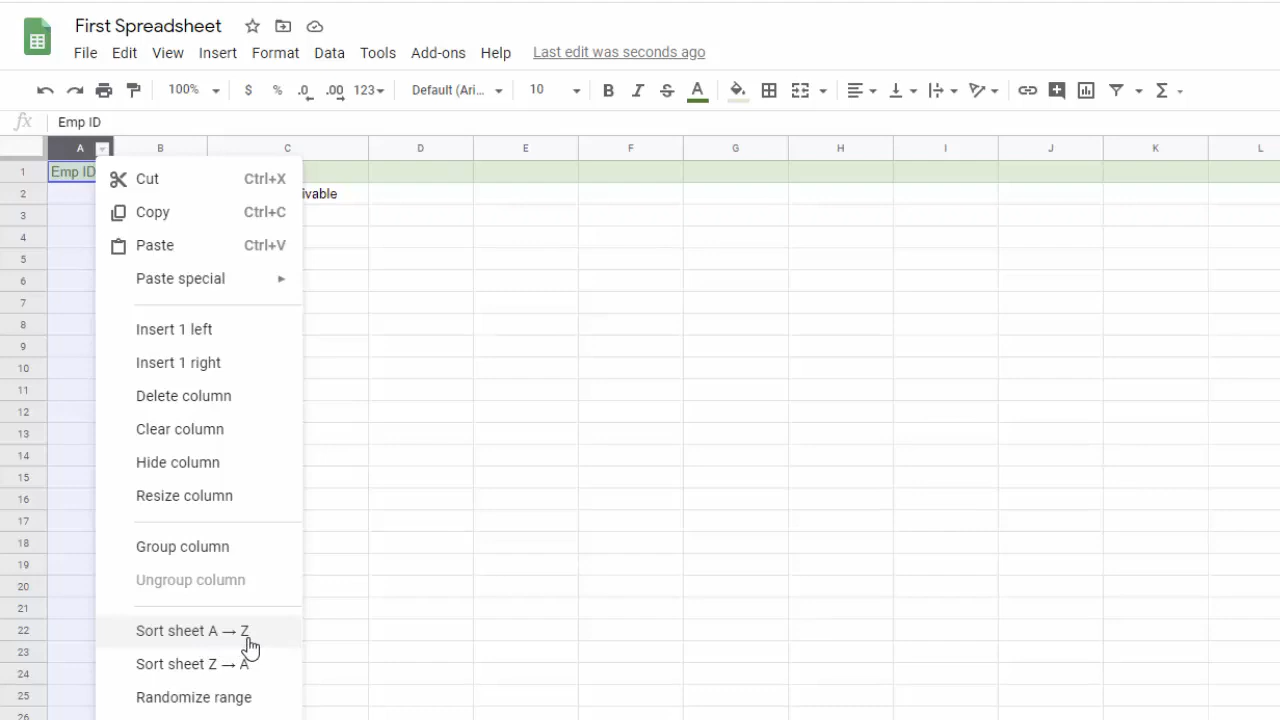 First Spreadsheet
File Edit View Insert Format Data Tools Add-ons Help Last edit was seconds ago
100% $ % .0 .00 123 Default (Ari... 10 B I S A Σ
fx Emp ID
A B C D E F G H I J K L
1 Emp ID
2 ivable
3
4
5
6
7
8
9
10
11
12
13
14
15
16
17
18
19
20
21
22
23
24
25
26
Cut Ctrl+X
Copy Ctrl+C
Paste Ctrl+V
Paste special
Insert 1 left
Insert 1 right
Delete column
Clear column
Hide column
Resize column
Group column
Ungroup column
Sort sheet A → Z
Sort sheet Z → A
Randomize range